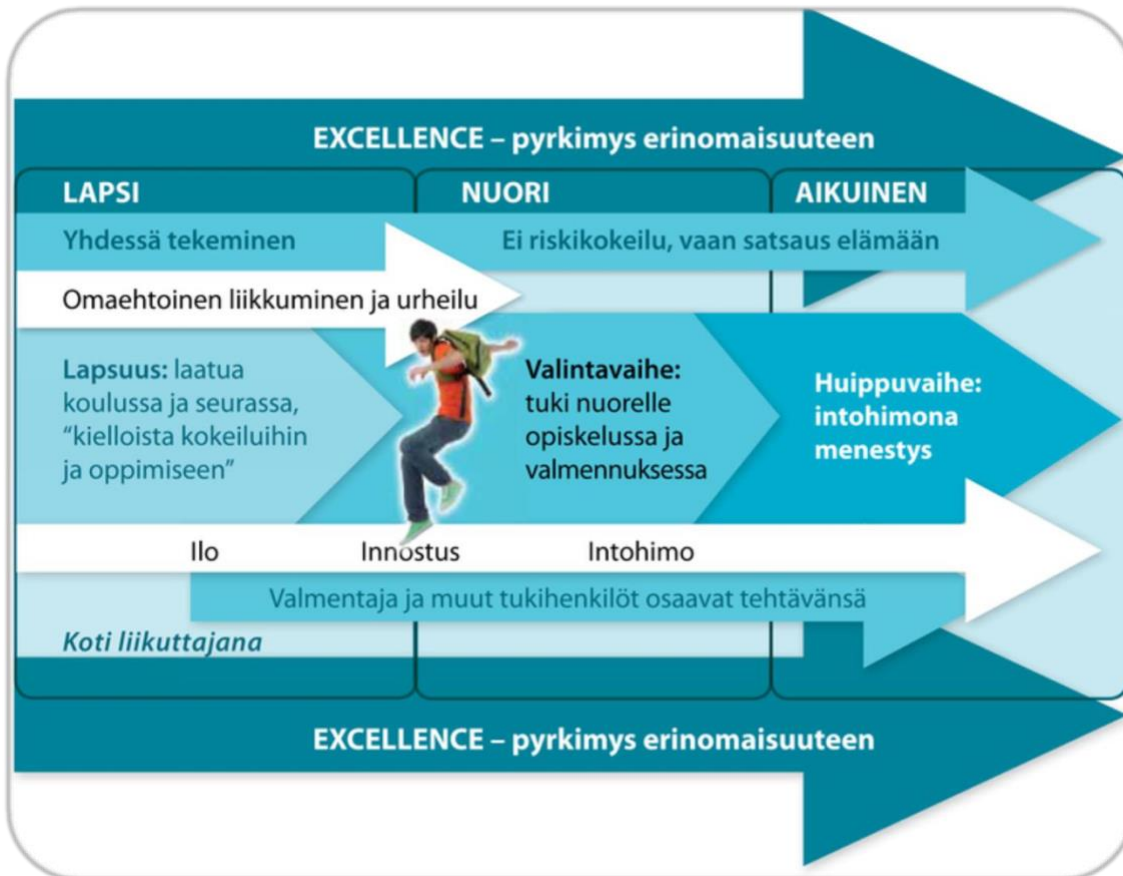 EXCELLENCE – pyrkimys erinomaisuuteen
LAPSI
NUORI
AIKUINEN
Yhdessä tekeminen
Ei riskikokeilu, vaan satsaus elämään
Omaehtoinen liikkuminen ja urheilu
Lapsuus: laatua
koulussa ja seurassa,
“kielloista kokeiluihin
ja oppimiseen”
Valintavaihe:
tuki nuorelle
opiskelussa ja
valmennuksessa
Huippuvaihe:
intohimona
menestys
Ilo
Innostus
Intohimo
Valmentaja ja muut tukihenkilöt osaavat tehtävänsä
Koti liikuttajana
EXCELLENCE – pyrkimys erinomaisuuteen